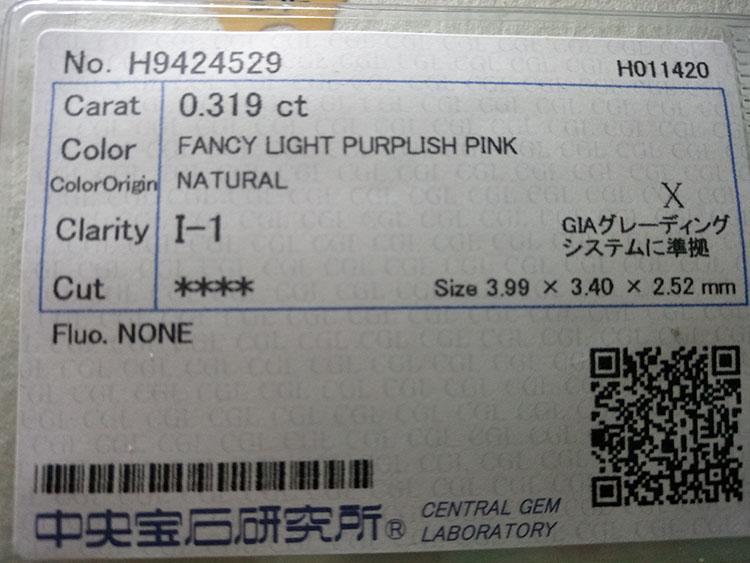 No. H9424529 H011420
Carat 0.319 ct
Color FANCY LIGHT PURPLISH PINK
ColorOrigin NATURAL
X
Clarity I-1 GIAグレーディング
システムに準拠
Cut **** Size 3.99 × 3.40 × 2.52 mm
Fluo. NONE
中央宝石研究所® CENTRAL GEM
LABORATORY